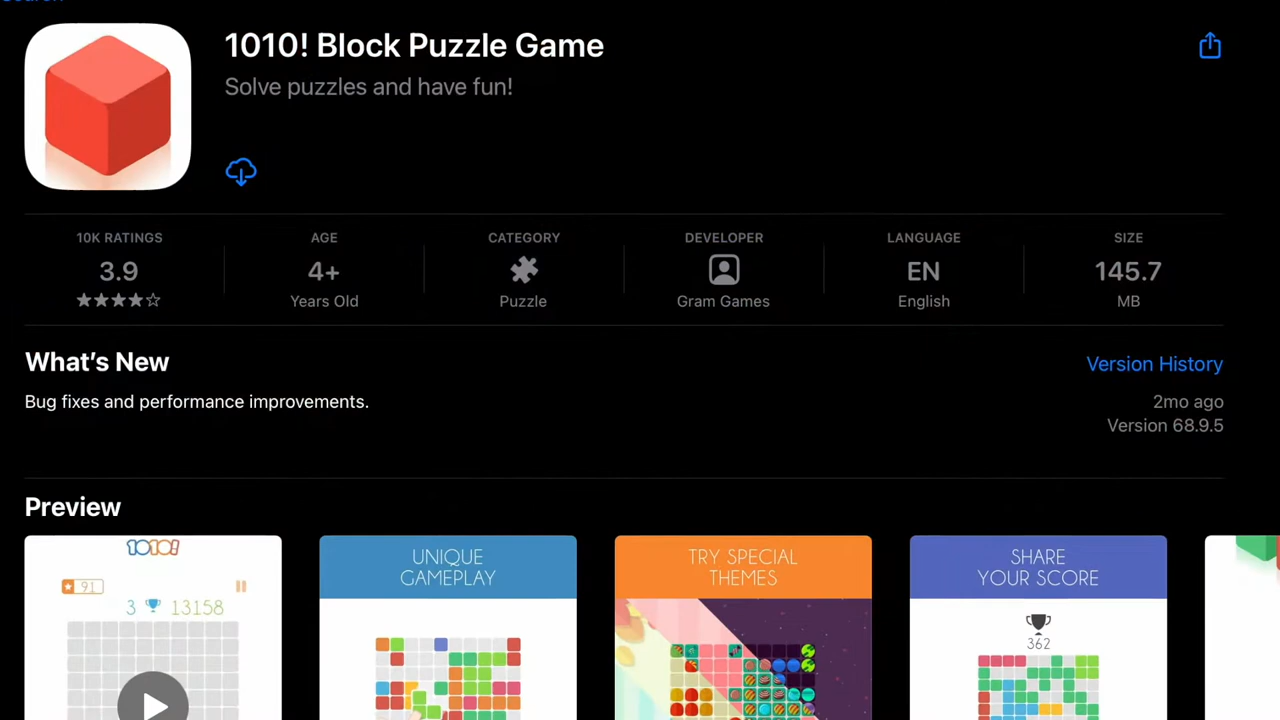 1010! Block Puzzle Game
Solve puzzles and have fun!
10K RATINGS
3.9
AGE
4+
Years Old
CATEGORY
Puzzle
DEVELOPER
Gram Games
LANGUAGE
EN
English
SIZE
145.7
MB
What's New
Version History
Bug fixes and performance improvements.
2mo ago
Version 68.9.5
Preview
1010!
91
3
13158
UNIQUE
GAMEPLAY
TRY SPECIAL
THEMES
SHARE
YOUR SCORE
362